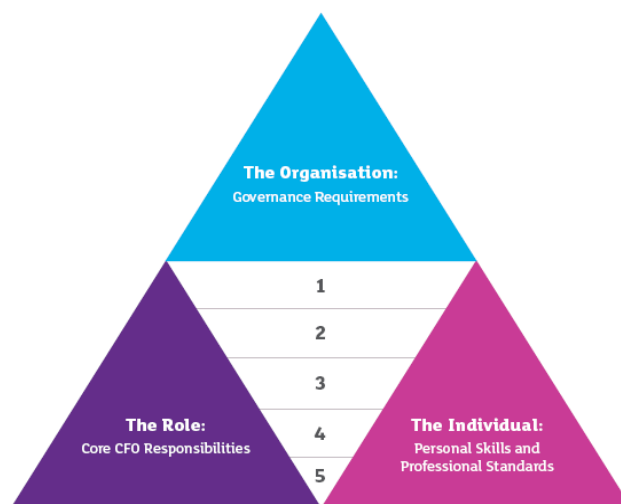 The Organisation:
Governance Requirements
1
2
3
4
5
The Role:
Core CFO Responsibilities
The Individual:
Personal Skills and
Professional Standards